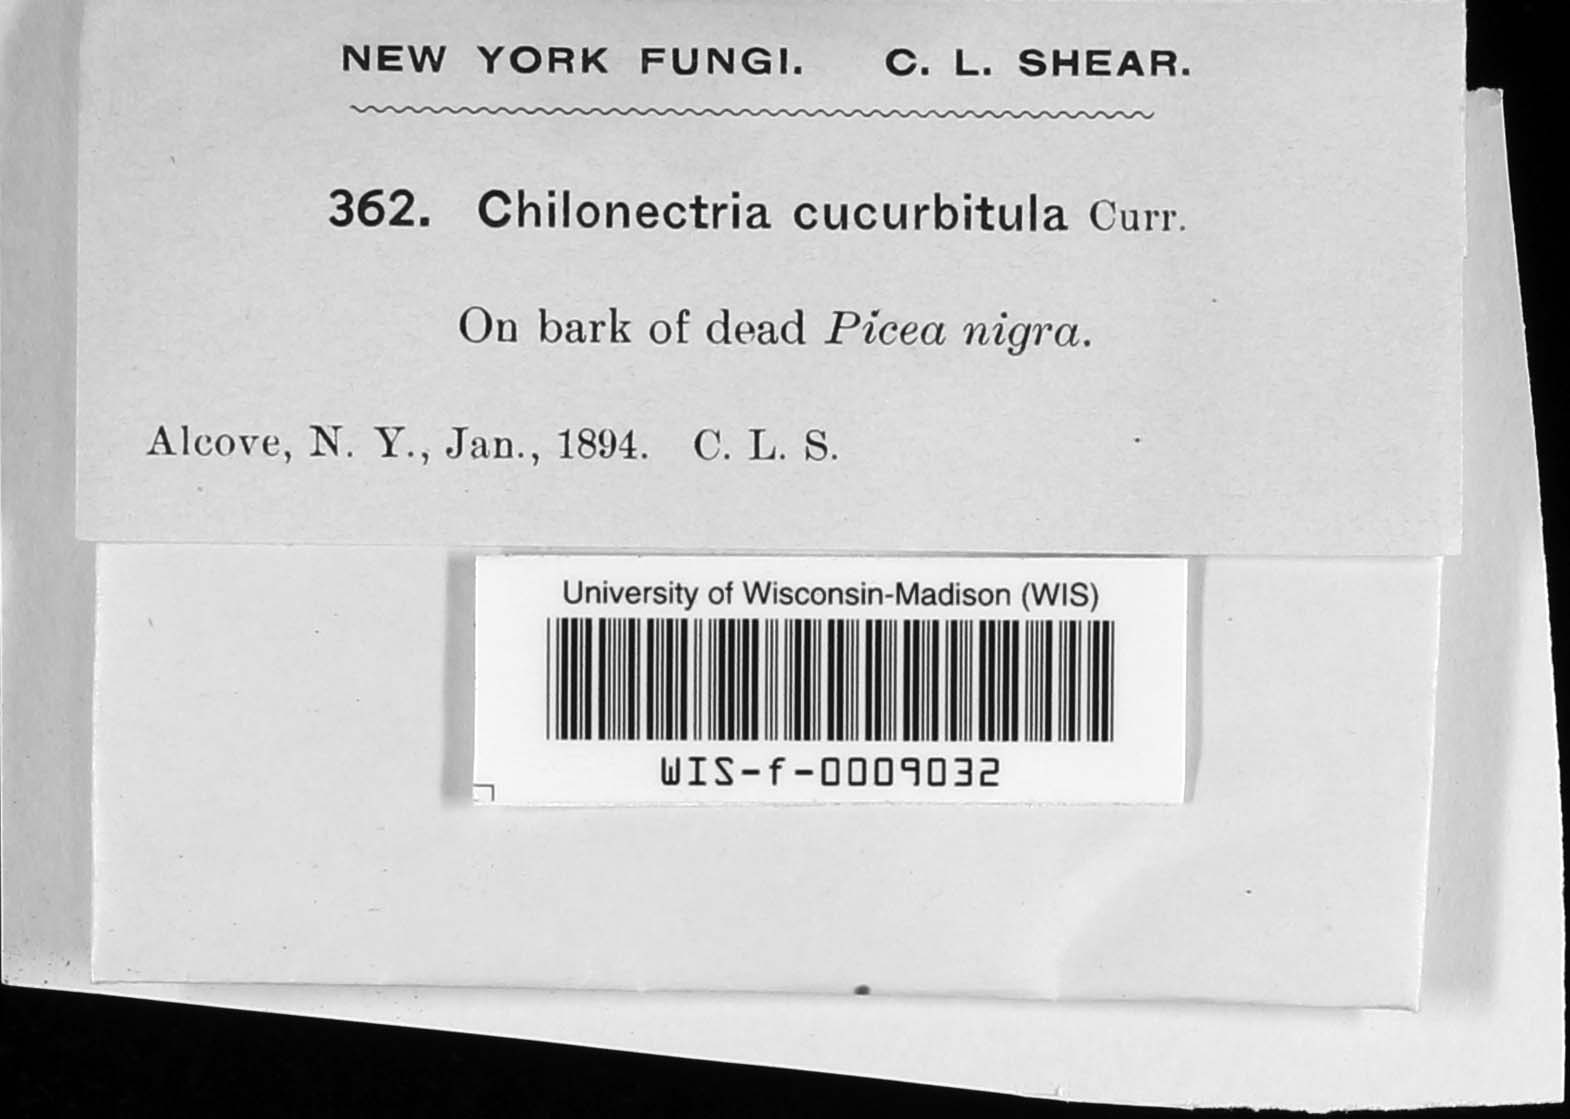 NEW YORK FUNGI. C. L. SHEAR.
362. Chilonectria cucurbitula Curr.
On bark of dead Picea nigra.
Alcove, N. Y., Jan., 1894. C. L. S.
University of Wisconsin-Madison (WIS)
WIS-f-0009032